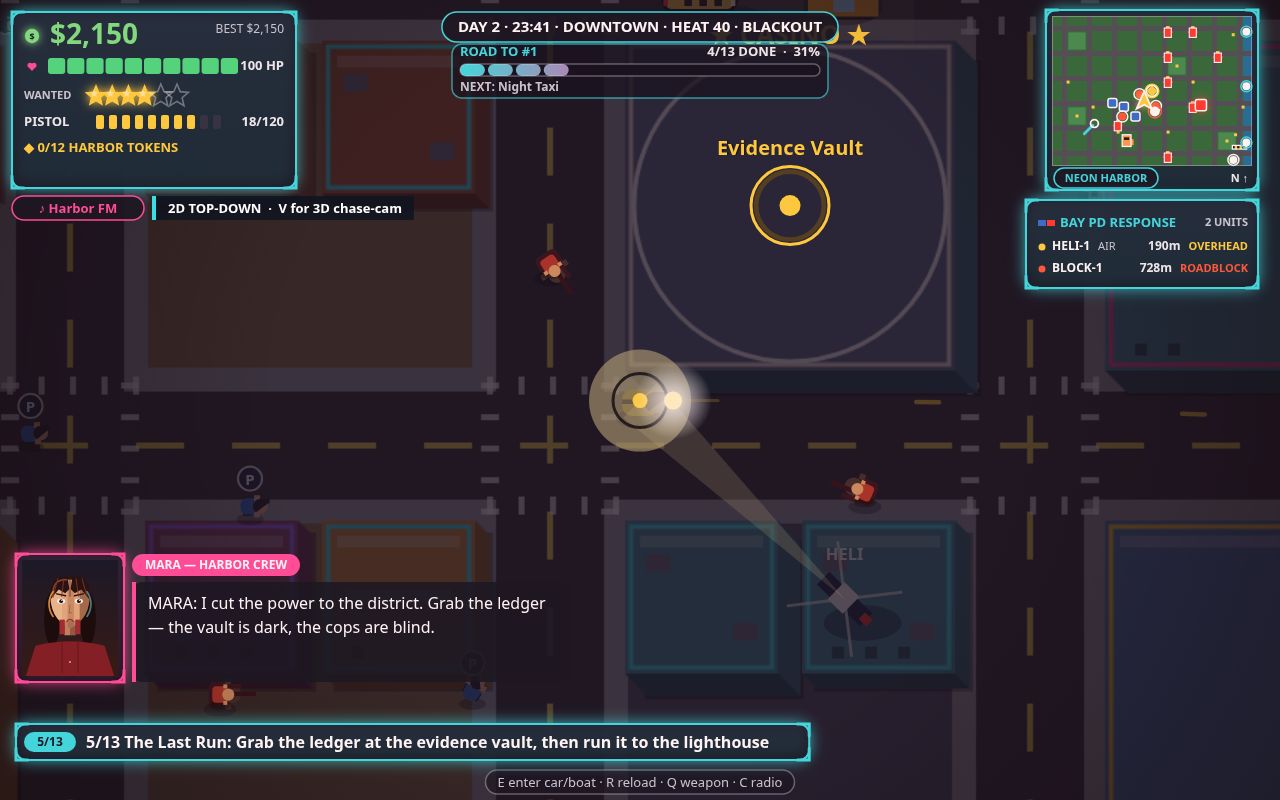 $2,150
BEST $2,150
100 HP
WANTED
PISTOL
18/120
◆ 0/12 HARBOR TOKENS
♪ Harbor FM
2D TOP-DOWN · V for 3D chase-cam
DAY 2 · 23:41 · DOWNTOWN · HEAT 40 · BLACKOUT
ROAD TO #1
4/13 DONE · 31%
NEXT: Night Taxi
NEON HARBOR
N ↑
BAY PD RESPONSE
2 UNITS
HELI-1 AIR 190m OVERHEAD
BLOCK-1 728m ROADBLOCK
Evidence Vault
P
P
HELI
P
MARA — HARBOR CREW
MARA: I cut the power to the district. Grab the ledger
— the vault is dark, the cops are blind.
5/13
5/13 The Last Run: Grab the ledger at the evidence vault, then run it to the lighthouse
E enter car/boat · R reload · Q weapon · C radio